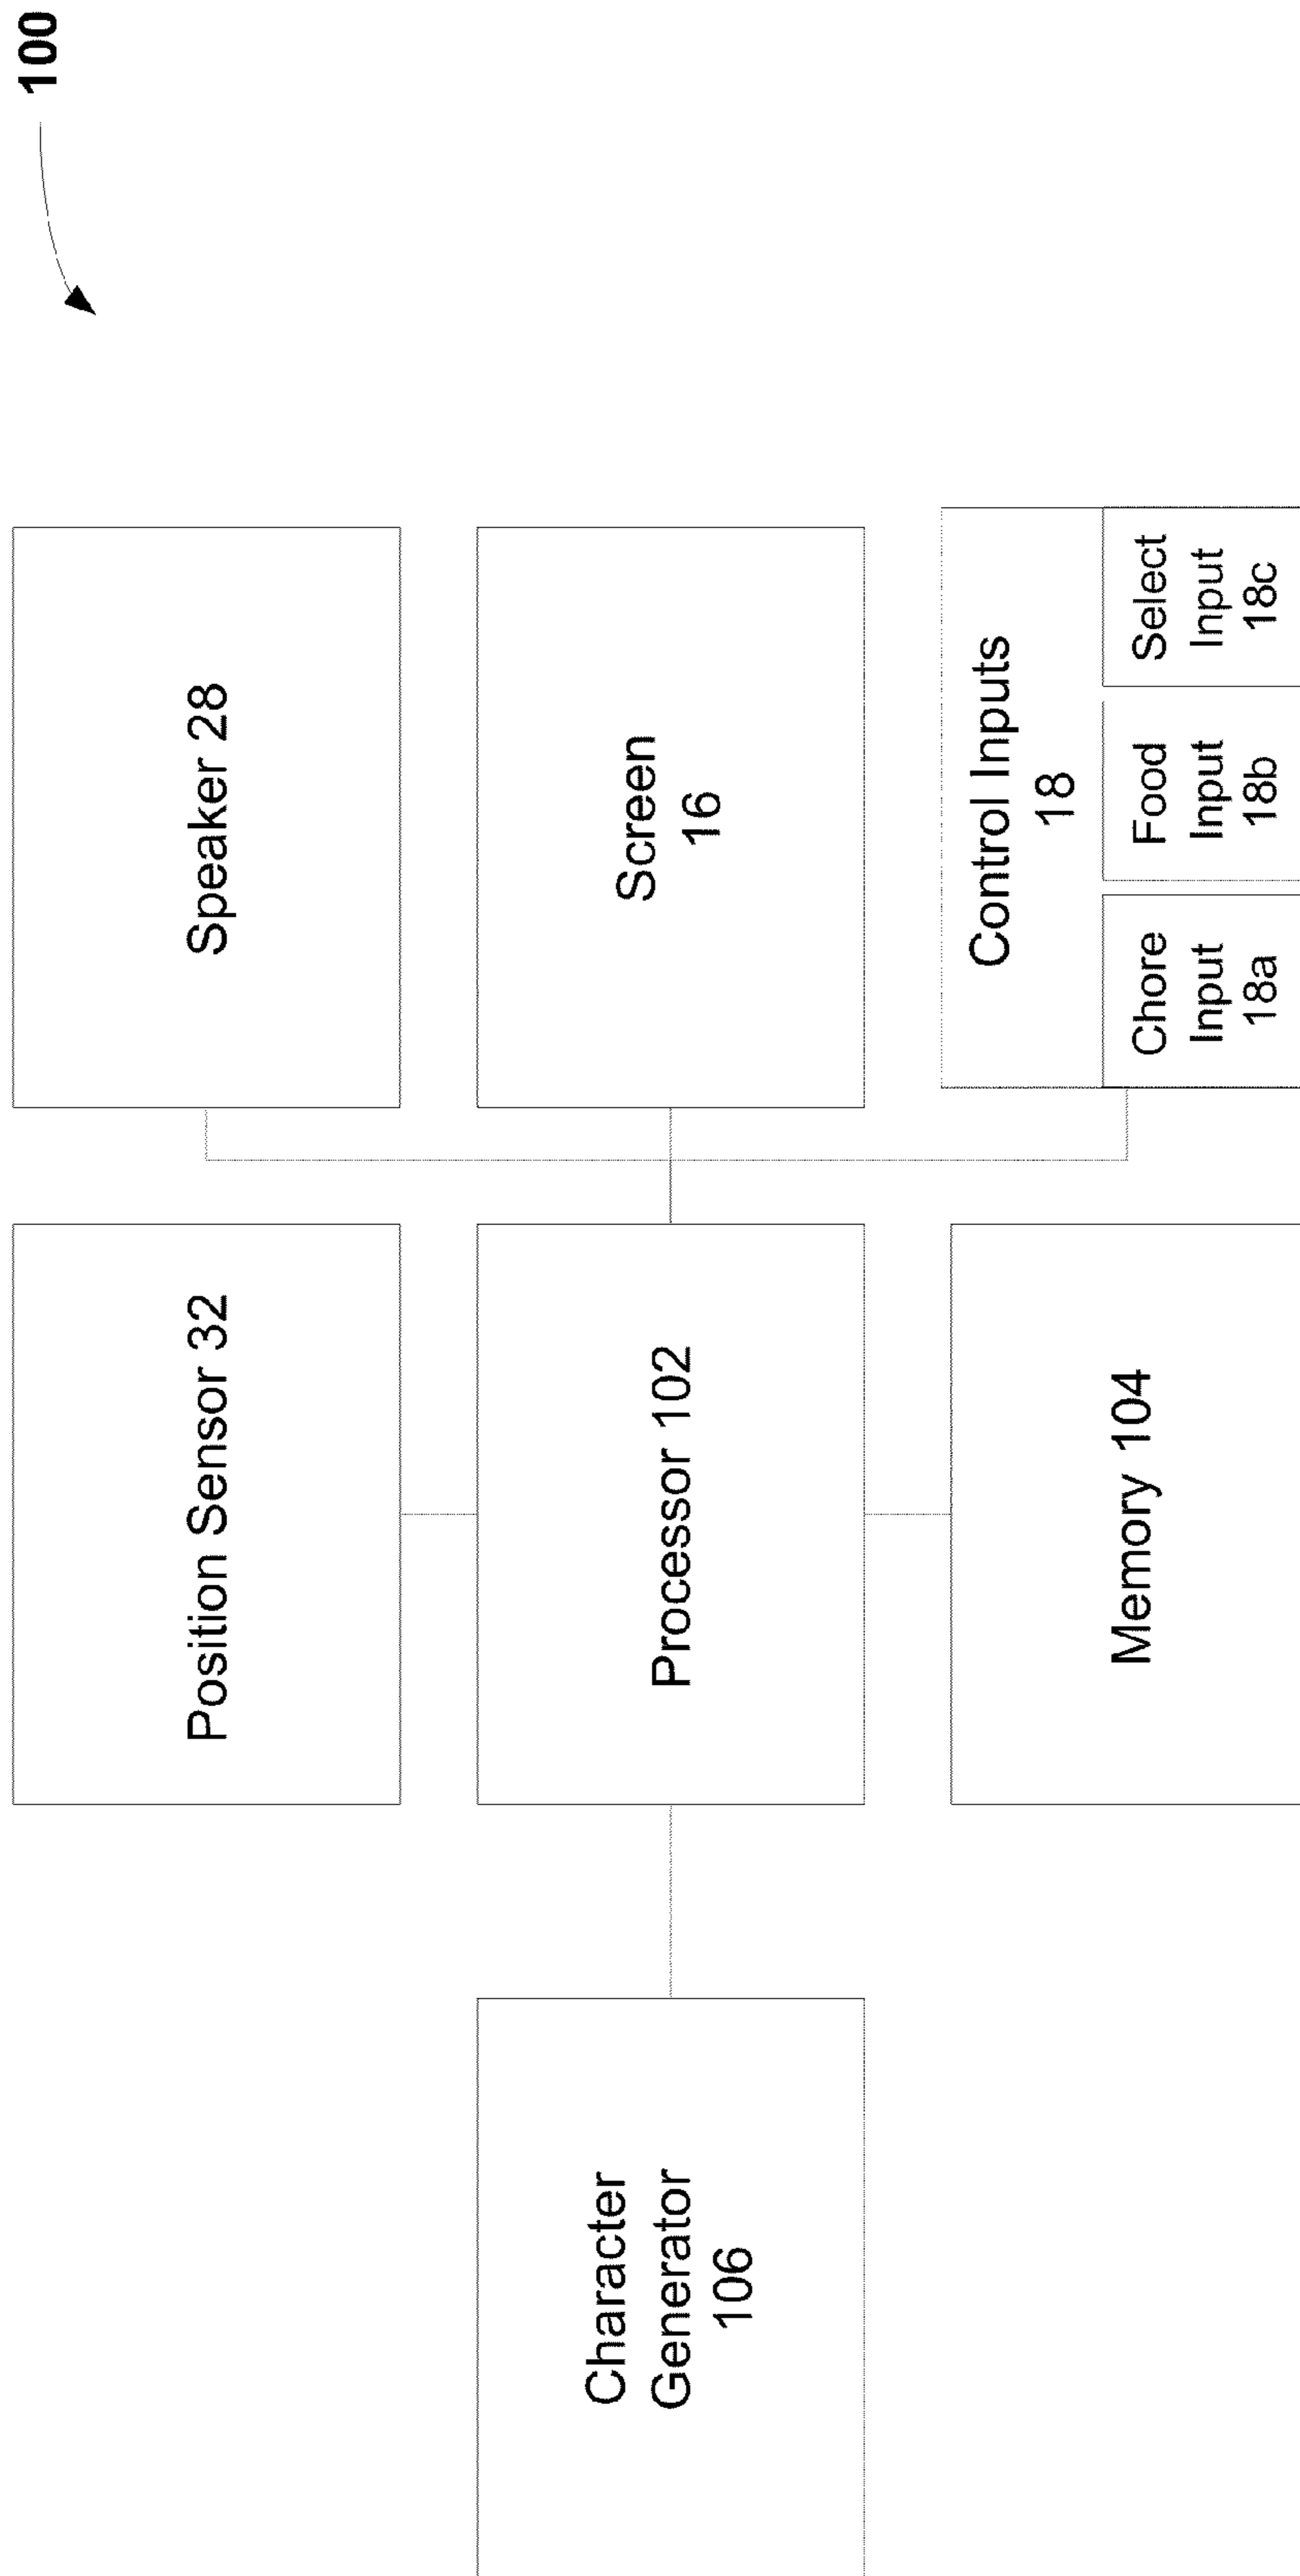 100
Position Sensor 32
Speaker 28
Character
Generator
106
Processor 102
Screen
16
Memory 104
Control Inputs
18
Chore
Input
18a
Food
Input
18b
Select
Input
18c